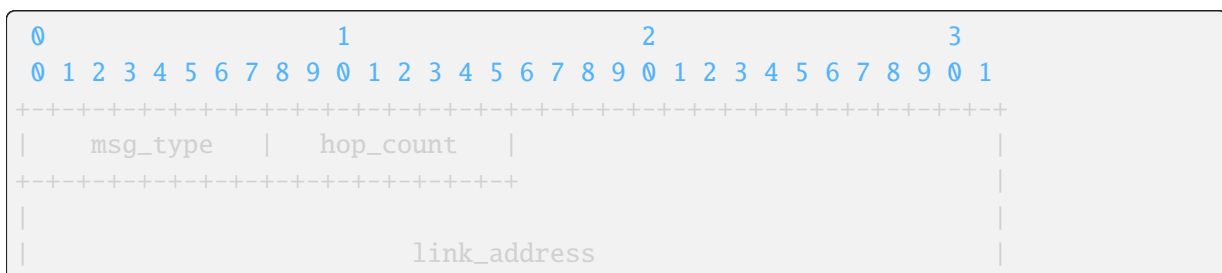 0                   1                   2                   3
 0 1 2 3 4 5 6 7 8 9 0 1 2 3 4 5 6 7 8 9 0 1 2 3 4 5 6 7 8 9 0 1
+-+-+-+-+-+-+-+-+-+-+-+-+-+-+-+-+-+-+-+-+-+-+-+-+-+-+-+-+-+-+-+-+
|    msg_type   |   hop_count   |                               |
+-+-+-+-+-+-+-+-+-+-+-+-+-+-+-+-+                               |
|                                                               |
|                         link_address                          |